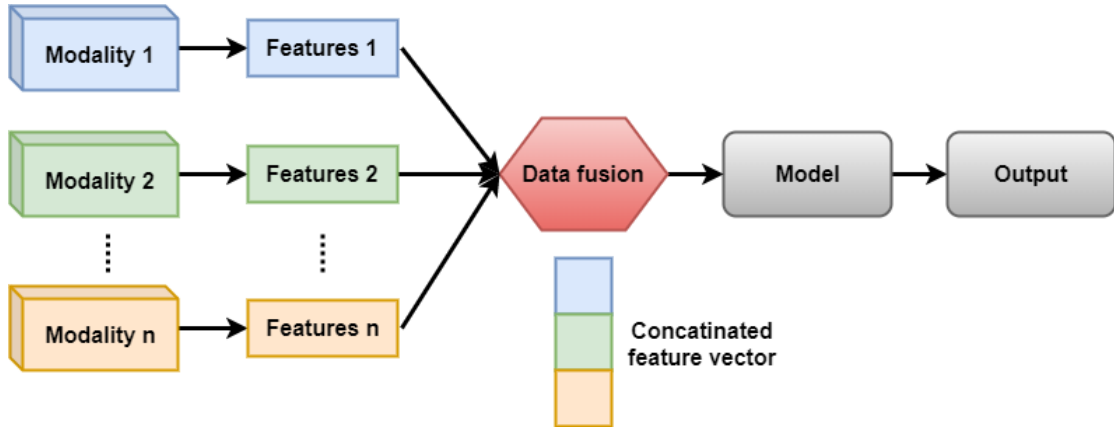 Modality 1
Features 1
Modality 2
Features 2
Data fusion
Model
Output
Modality n
Features n
Concatinated
feature vector